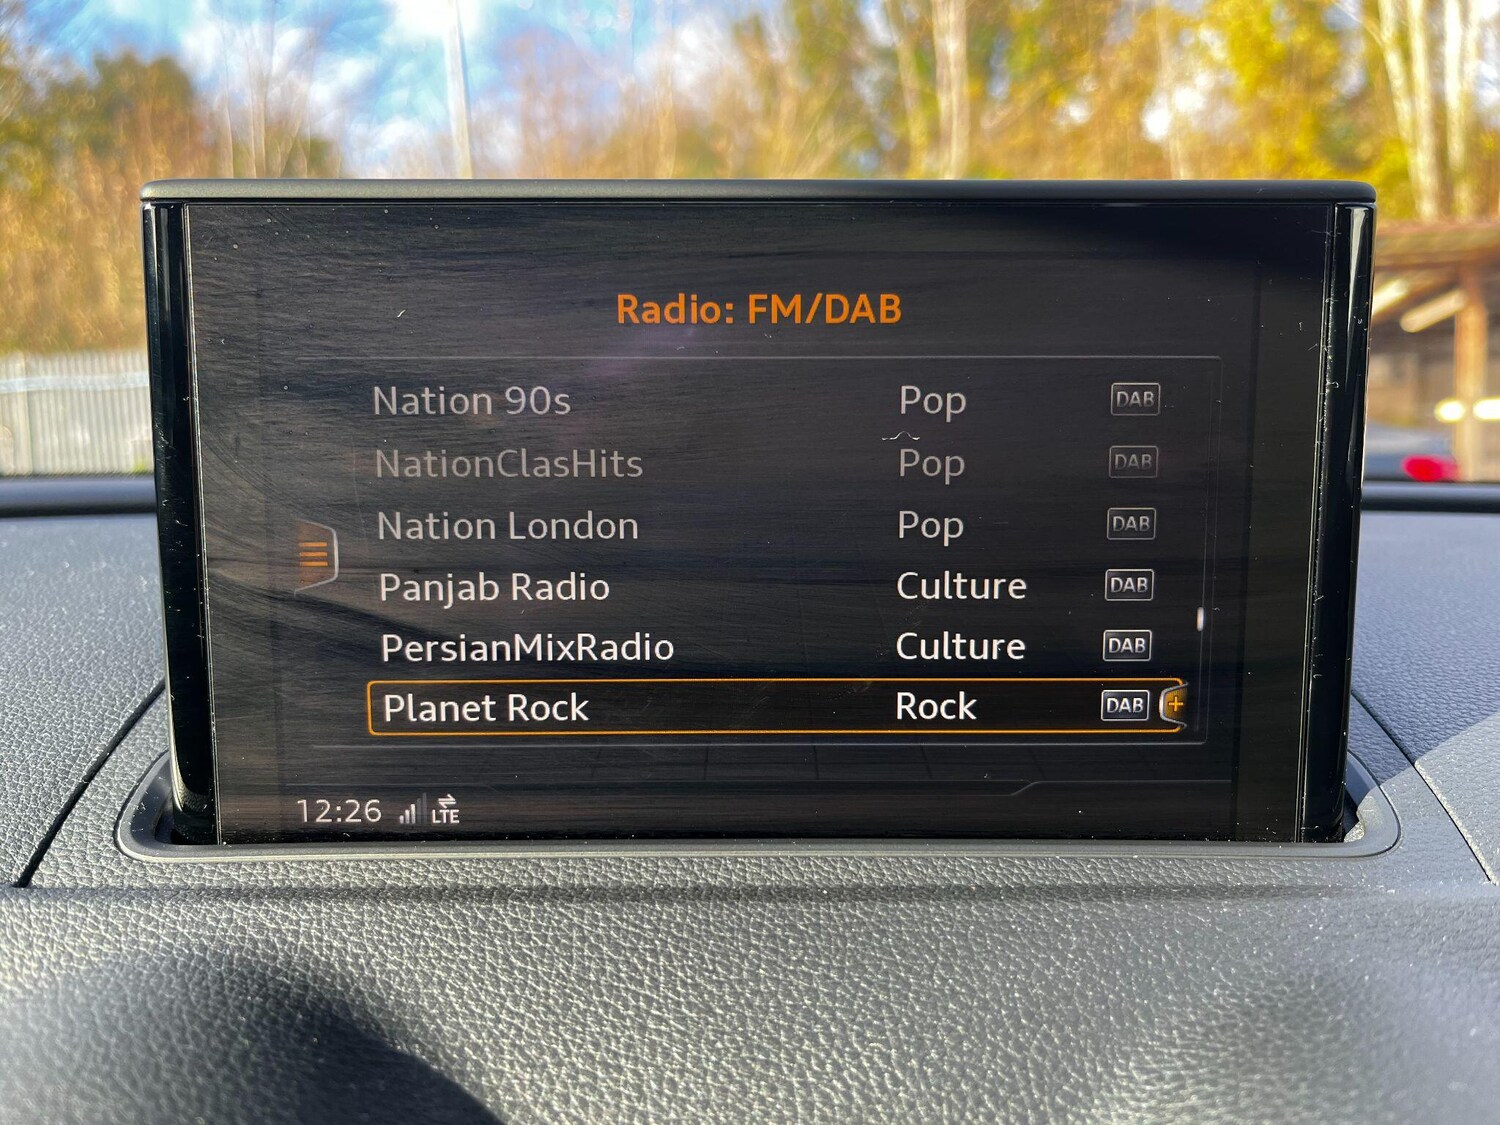 Radio: FM/DAB
Nation 90s Pop DAB
NationClasHits Pop DAB
Nation London Pop DAB
Panjab Radio Culture DAB
PersianMixRadio Culture DAB
Planet Rock Rock DAB +
12:26 LTE